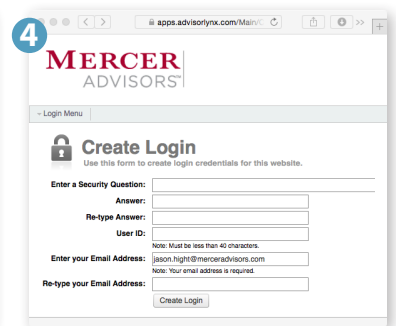 4
apps.advisorlynx.com/Main/C
MERCER
ADVISORS™
Login Menu
Create Login
Use this form to create login credentials for this website.
Enter a Security Question:
Answer:
Re-type Answer:
User ID:
Note: Must be less than 40 characters.
Enter your Email Address: jason.hight@merceradvisors.com
Note: Your email address is required.
Re-type your Email Address:
Create Login